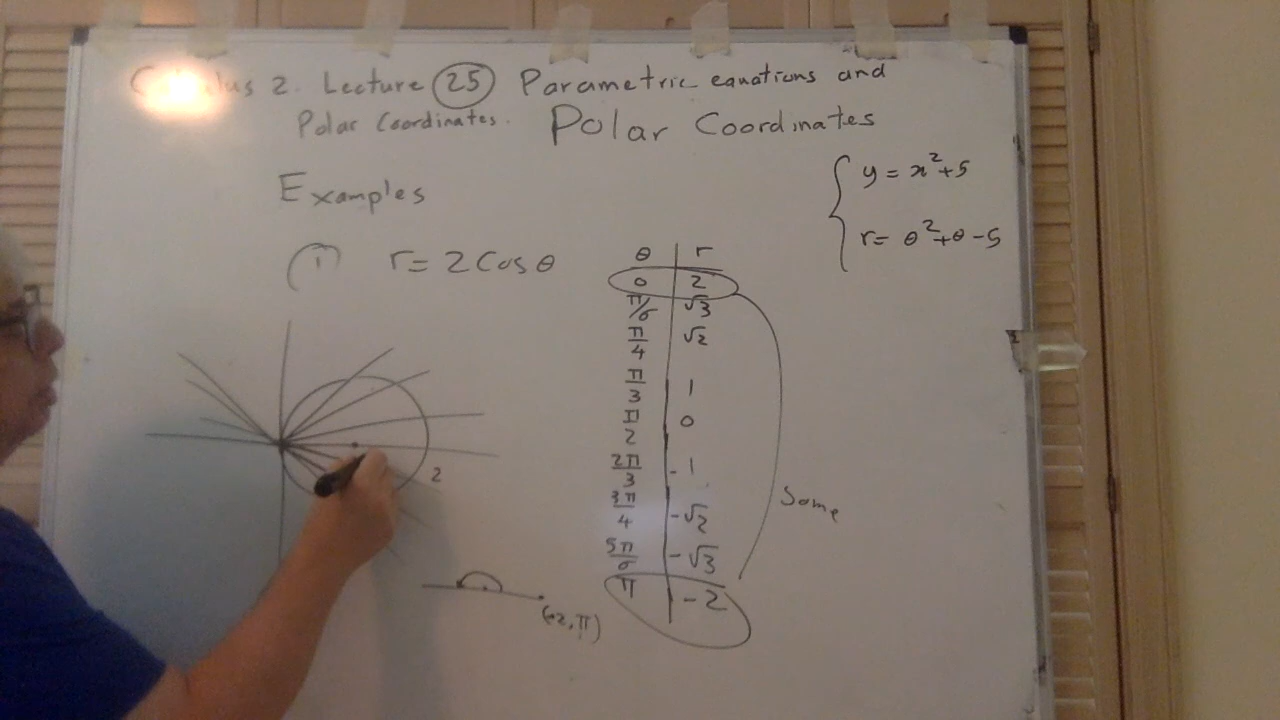 Calculus 2. Lecture 25 Parametric equations and
Polar Coordinates. Polar Coordinates
Examples
y = x²+5
r = θ²+θ-5
1 r = 2 Cos θ
θ r
0 2
π/6 √3
π/4 √2
π/3 1
π/2 0
2π/3 -1
3π/4 -√2
5π/6 -√3
π -2
Same
2
(-2, π)